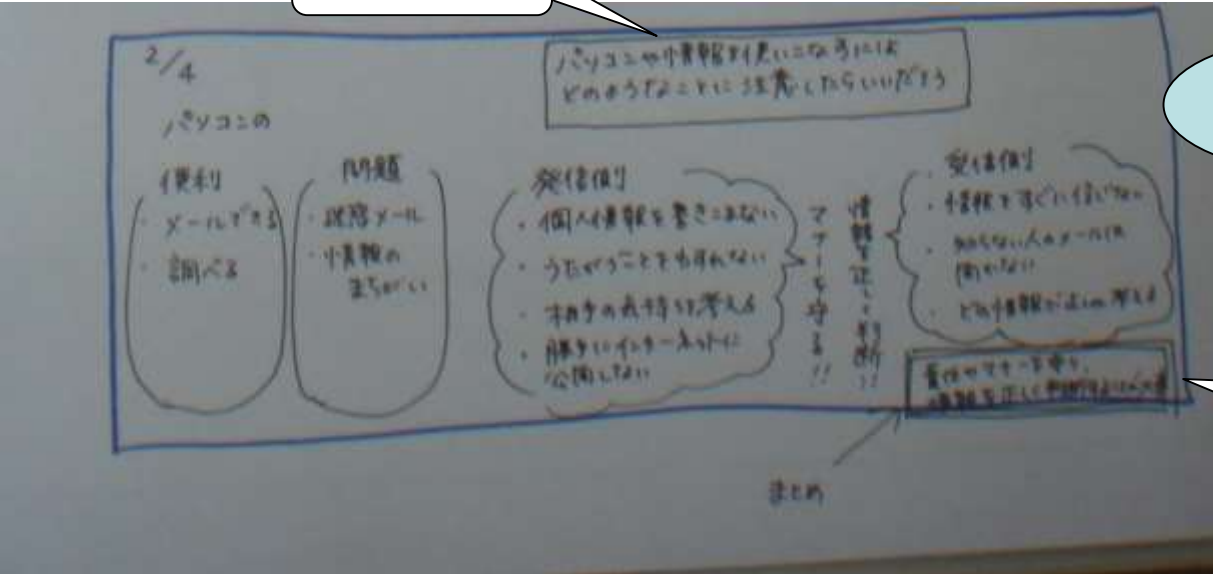 2/4
パソコンや情報を使いこなすには
どのようなことに注意したらいいだろう
パソコンの
便利
・メールできる
・調べる
問題
・迷惑メール
・情報の
まちがい
発信側
・個人情報を書きこまない
・うたがうことをわすれない
・相手の気持ちを考える
・勝手にインターネットに
公開しない
マナーを守る!!
情報を正しく判断!!
受信側
・情報をすぐに信じない
・知らない人のメールは
開かない
・どの情報が正しいか考える
責任やマナーを守り、
情報を正しく判断することが大事
まとめ